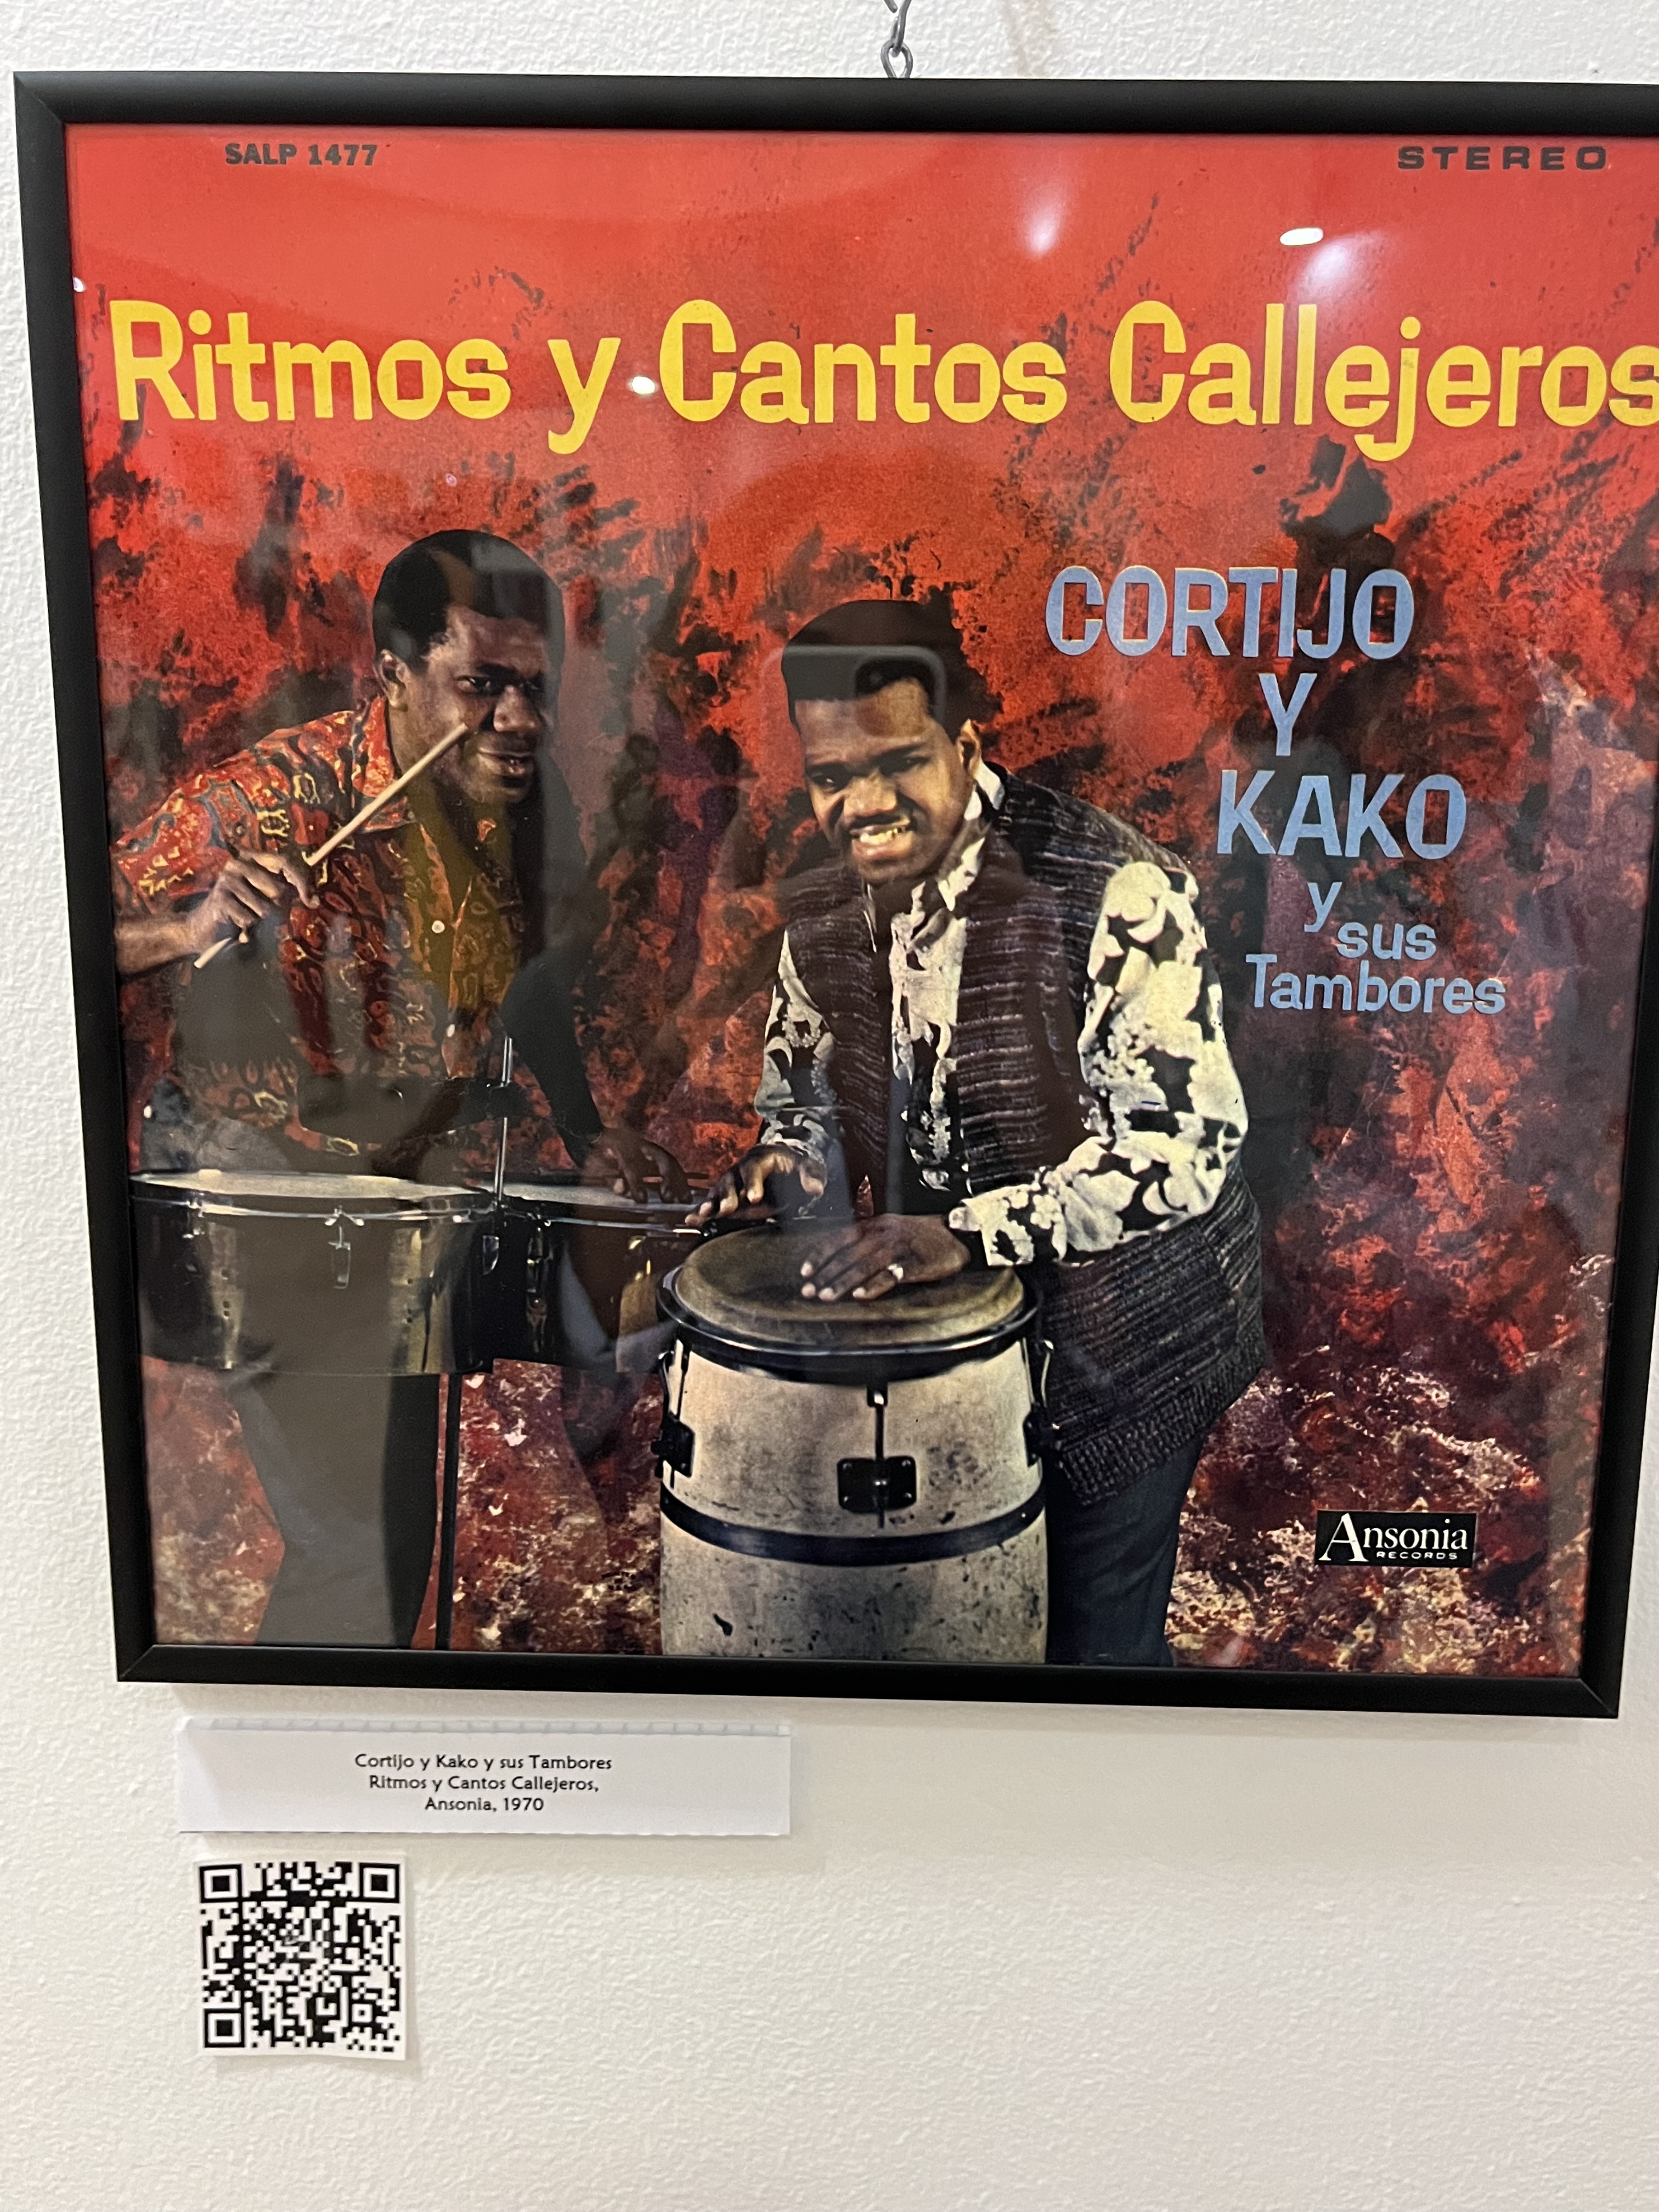 SALP 1477
STEREO
Ritmos y Cantos Callejeros
CORTIJO
Y
KAKO
y
sus
Tambores
Ansonia
RECORDS
Cortijo y Kako y sus Tambores
Ritmos y Cantos Callejeros,
Ansonia, 1970